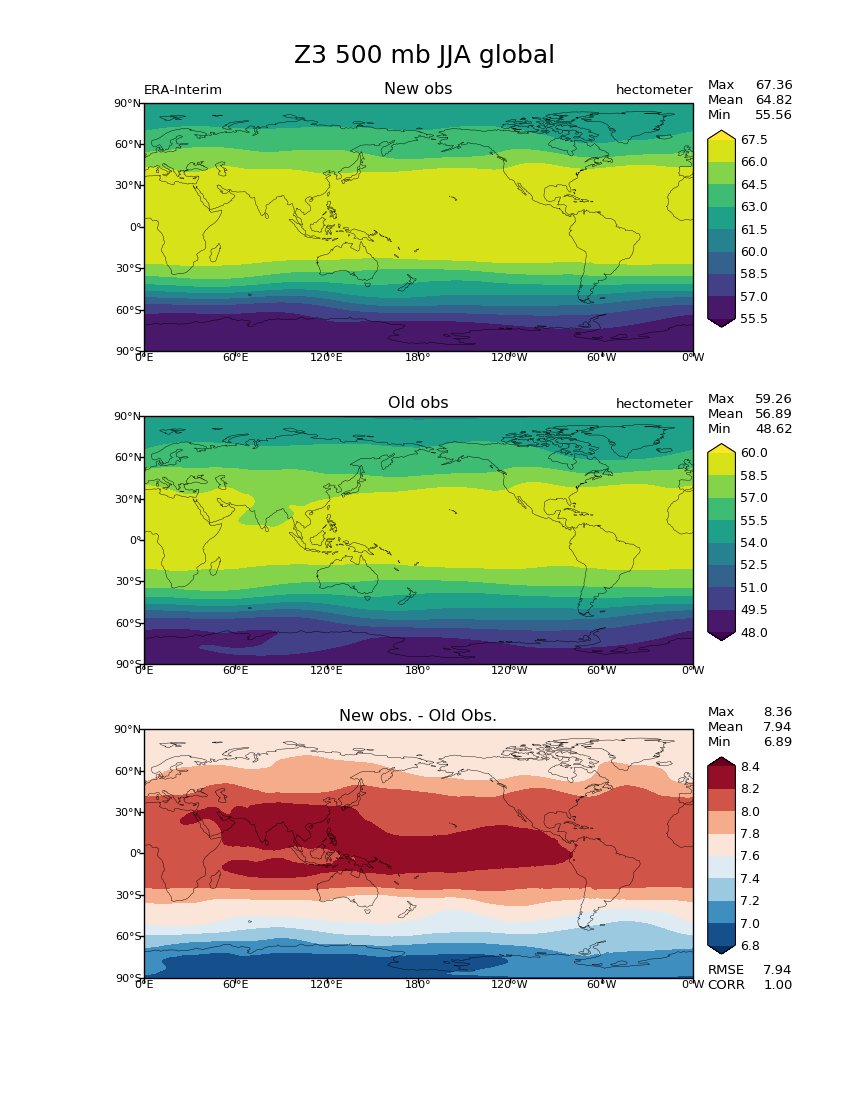 Z3 500 mb JJA global
ERA-Interim New obs hectometer
Max 67.36
Mean 64.82
Min 55.56
90°N
60°N
30°N
0°
30°S
60°S
90°S
0°E 60°E 120°E 180° 120°W 60°W 0°W
67.5
66.0
64.5
63.0
61.5
60.0
58.5
57.0
55.5
Old obs hectometer
Max 59.26
Mean 56.89
Min 48.62
90°N
60°N
30°N
0°
30°S
60°S
90°S
0°E 60°E 120°E 180° 120°W 60°W 0°W
60.0
58.5
57.0
55.5
54.0
52.5
51.0
49.5
48.0
New obs. - Old Obs.
Max 8.36
Mean 7.94
Min 6.89
90°N
60°N
30°N
0°
30°S
60°S
90°S
0°E 60°E 120°E 180° 120°W 60°W 0°W
8.4
8.2
8.0
7.8
7.6
7.4
7.2
7.0
6.8
RMSE 7.94
CORR 1.00